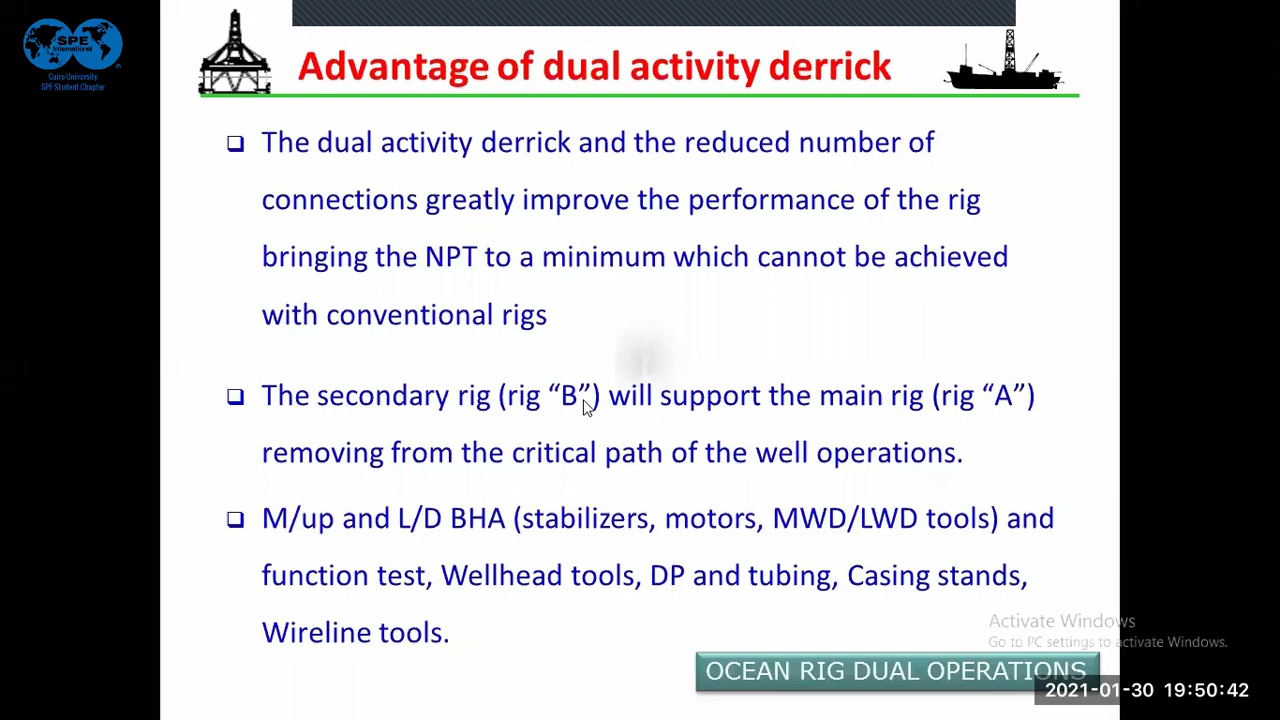 SPE
International
Cairo University
SPE Student Chapter
Advantage of dual activity derrick
The dual activity derrick and the reduced number of
connections greatly improve the performance of the rig
bringing the NPT to a minimum which cannot be achieved
with conventional rigs
The secondary rig (rig “B”) will support the main rig (rig “A”)
removing from the critical path of the well operations.
M/up and L/D BHA (stabilizers, motors, MWD/LWD tools) and
function test, Wellhead tools, DP and tubing, Casing stands,
Wireline tools.
Activate Windows
Go to PC settings to activate Windows.
OCEAN RIG DUAL OPERATIONS
2021-01-30 19:50:42